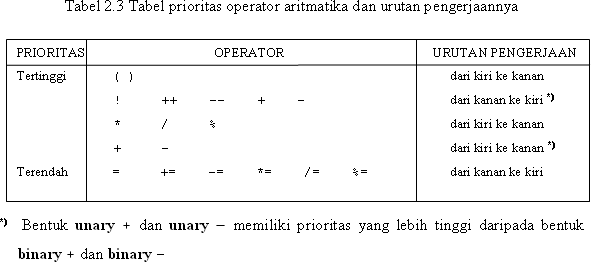 Tabel 2.3 Tabel prioritas operator aritmatika dan urutan pengerjaannya
PRIORITAS OPERATOR URUTAN PENGERJAAN
Tertinggi ( ) dari kiri ke kanan
! ++ -- + - dari kanan ke kiri *)
* / % dari kiri ke kanan
+ - dari kiri ke kanan *)
Terendah = += -= *= /= %= dari kanan ke kiri
*) Bentuk unary + dan unary – memiliki prioritas yang lebih tinggi daripada bentuk
binary + dan binary –